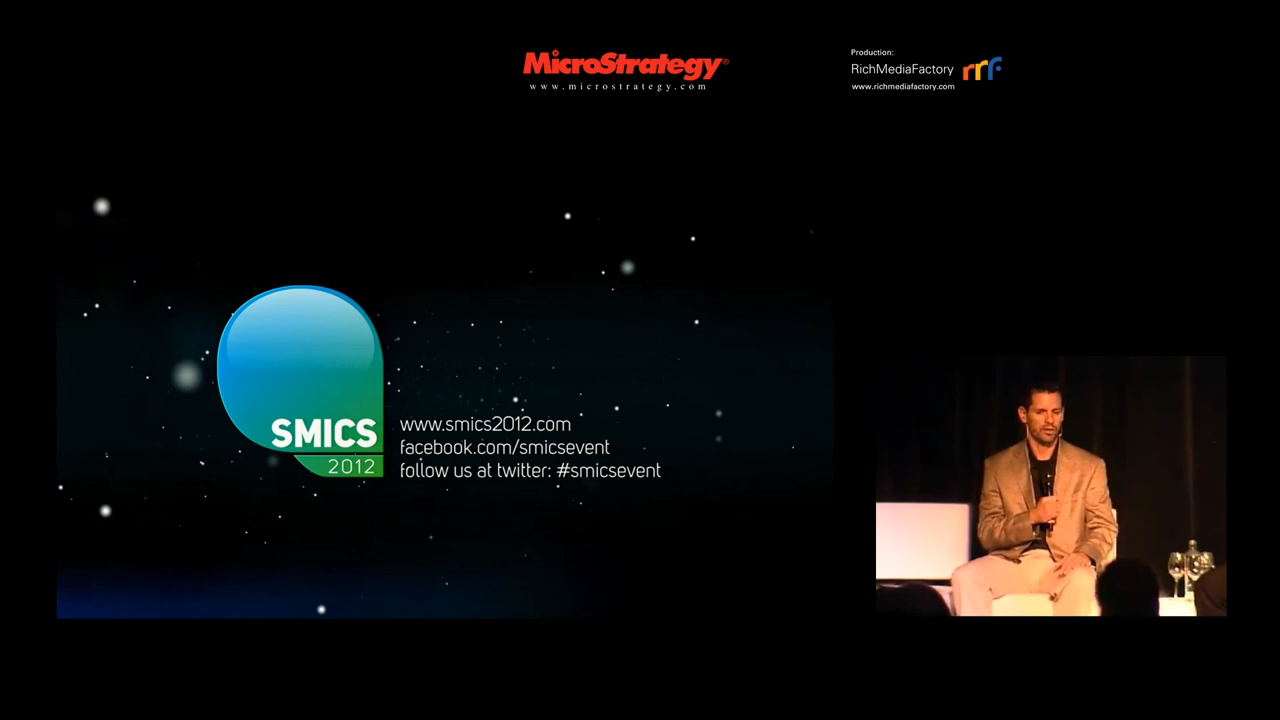 MicroStrategy®
www.microstrategy.com
Production:
RichMediaFactory rrf
www.richmediafactory.com
SMICS
2012
www.smics2012.com
facebook.com/smicsevent
follow us at twitter: #smicsevent